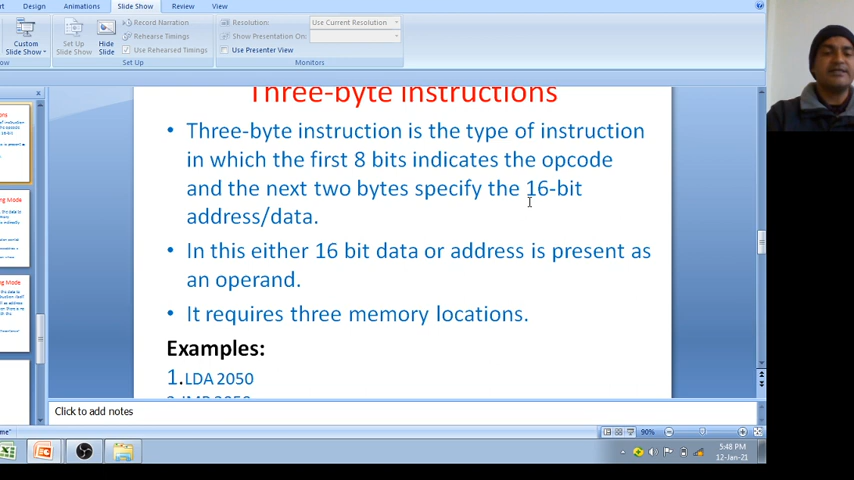 Design Animations Slide Show Review View
Custom Slide Show
Set Up Slide Show
Hide Slide
Record Narration
Rehearse Timings
Use Rehearsed Timings
Set Up
Resolution: Use Current Resolution
Show Presentation On:
Use Presenter View
Monitors
Three-byte Instructions
• Three-byte instruction is the type of instruction
in which the first 8 bits indicates the opcode
and the next two bytes specify the 16-bit
address/data.
• In this either 16 bit data or address is present as
an operand.
• It requires three memory locations.
Examples:
1.LDA 2050
Click to add notes
90%
5:48 PM
12-Jan-21